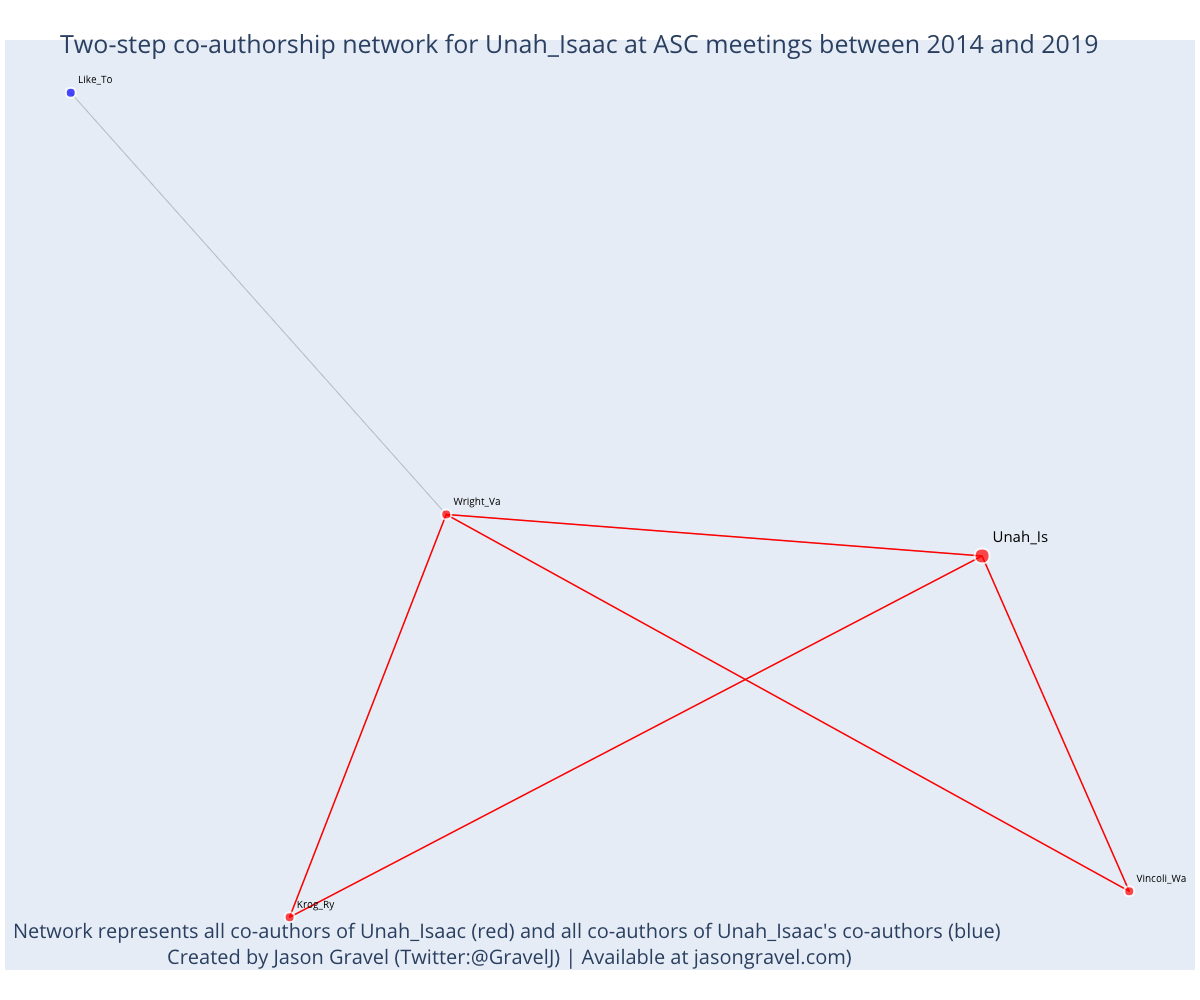 Two-step co-authorship network for Unah_Isaac at ASC meetings between 2014 and 2019
Like_To
Wright_Va
Unah_Is
Vincoli_Wa
Krog_Ry
Network represents all co-authors of Unah_Isaac (red) and all co-authors of Unah_Isaac's co-authors (blue)
Created by Jason Gravel (Twitter:@GravelJ) | Available at jasongravel.com)